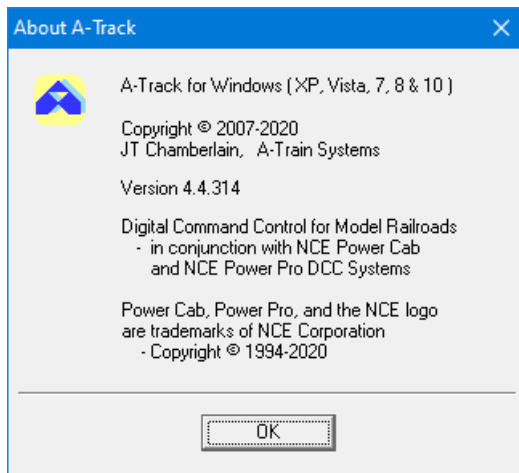 About A-Track
A-Track for Windows ( XP, Vista, 7, 8 & 10 )
Copyright © 2007-2020
JT Chamberlain, A-Train Systems
Version 4.4.314
Digital Command Control for Model Railroads
- in conjunction with NCE Power Cab
and NCE Power Pro DCC Systems
Power Cab, Power Pro, and the NCE logo
are trademarks of NCE Corporation
- Copyright © 1994-2020
OK